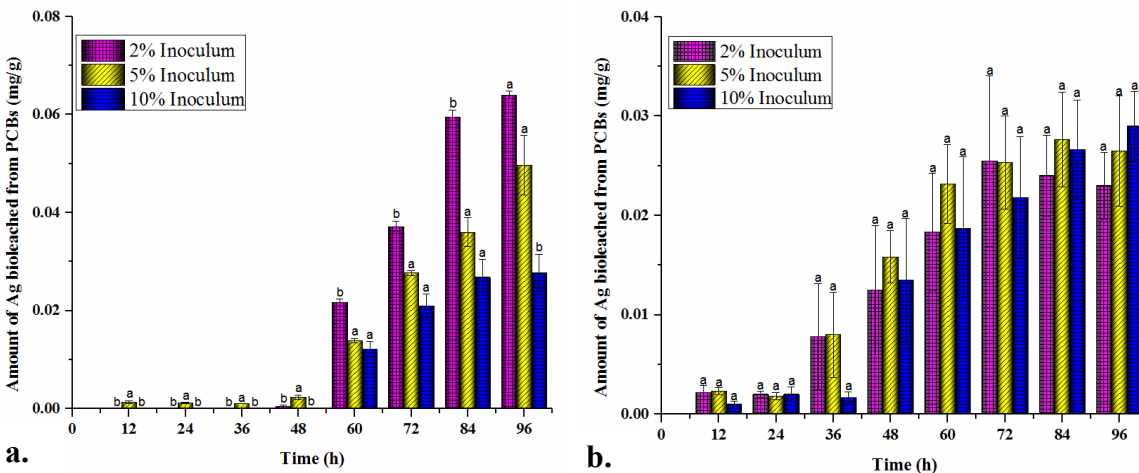 Amount of Ag bioleached from PCBs (mg/g)
0.08
0.06
0.04
0.02
0.00
2% Inoculum
5% Inoculum
10% Inoculum
b a b
b a b
b a b
b a b
b a a
b a a
b a a
a a b
0 12 24 36 48 60 72 84 96
Time (h)
a.
Amount of Ag bioleached from PCBs (mg/g)
0.04
0.03
0.02
0.01
0.00
2% Inoculum
5% Inoculum
10% Inoculum
a a a
a a a
a a a
a a a
a a a
a a a
a a a
a a a
0 12 24 36 48 60 72 84 96
Time (h)
b.